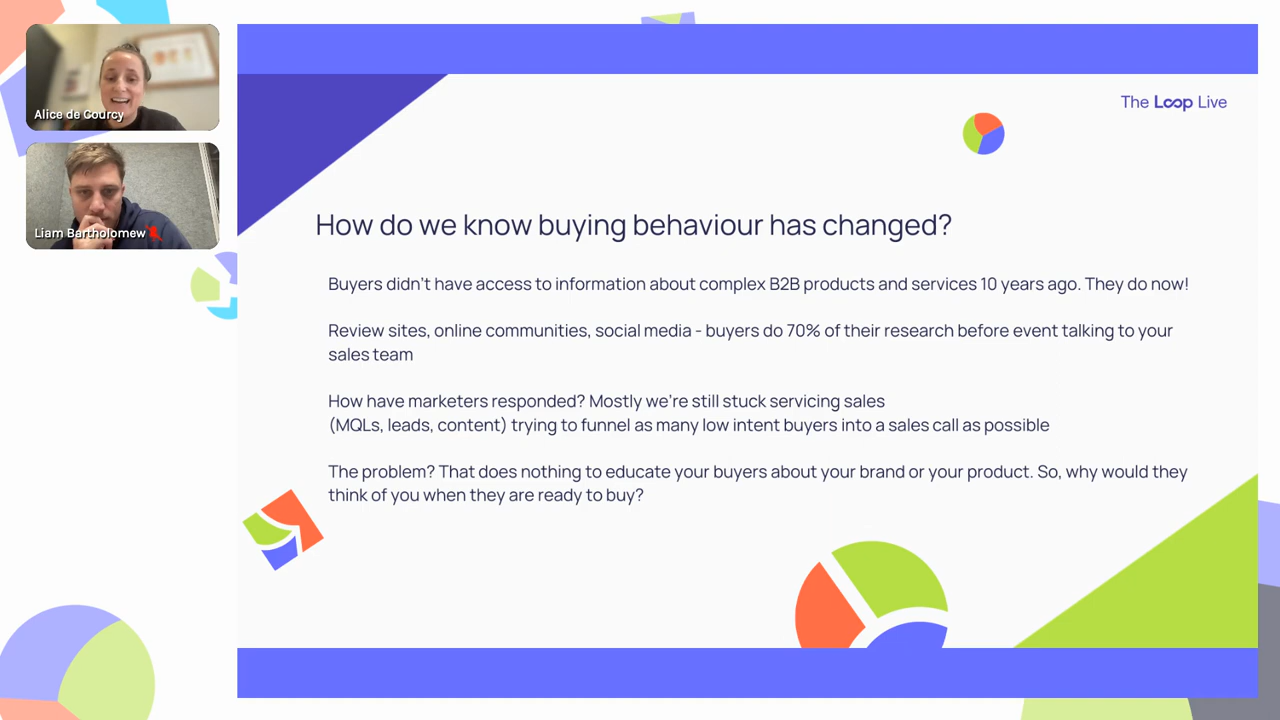 Alice de Courcy
Liam Bartholomew
The Loop Live
How do we know buying behaviour has changed?
Buyers didn't have access to information about complex B2B products and services 10 years ago. They do now!
Review sites, online communities, social media - buyers do 70% of their research before event talking to your
sales team
How have marketers responded? Mostly we're still stuck servicing sales
(MQLs, leads, content) trying to funnel as many low intent buyers into a sales call as possible
The problem? That does nothing to educate your buyers about your brand or your product. So, why would they
think of you when they are ready to buy?